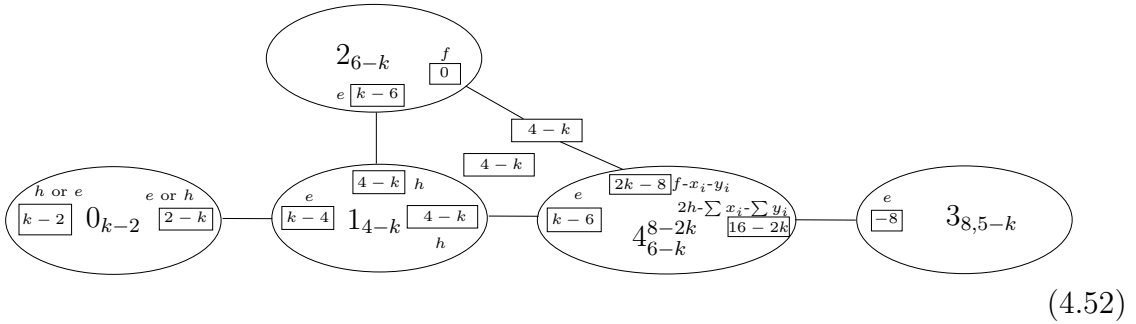 2_{6-k}
f
0
e k − 6
4 − k
4 − k
h or e
k − 2
0_{k-2}
e or h
2 − k
e
k − 4
4 − k h
1_{4-k}
4 − k
h
e
k − 6
2k − 8 f-x_i-y_i
2h-∑ x_i-∑ y_i
16 − 2k
4_{6-k}^{8-2k}
e
−8
3_{8,5-k}
(4.52)